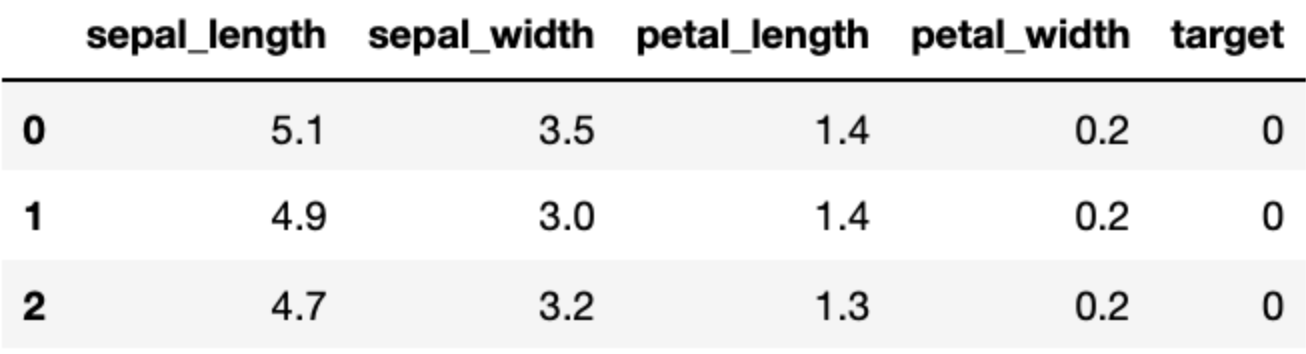 sepal_length sepal_width petal_length petal_width target
0 5.1 3.5 1.4 0.2 0
1 4.9 3.0 1.4 0.2 0
2 4.7 3.2 1.3 0.2 0